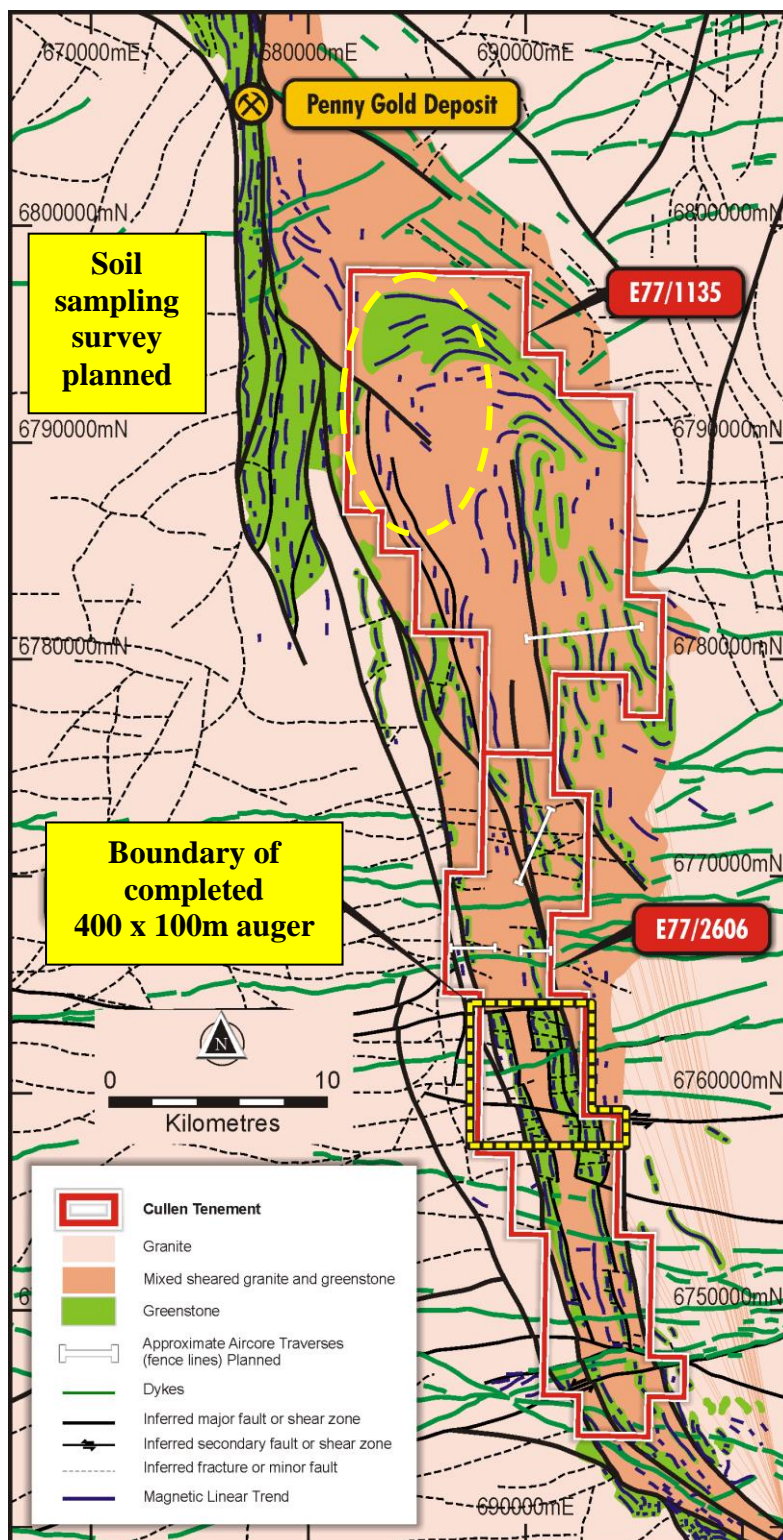 670000mE
680000mE
690000mE
Penny Gold Deposit
6800000mN
6800000mN
Soil
sampling
survey
planned
E77/1135
6790000mN
6790000mN
6780000mN
6780000mN
Boundary of
completed
400 x 100m auger
6770000mN
E77/2606
N
0
10
Kilometres
6760000mN
Cullen Tenement
Granite
Mixed sheared granite and greenstone
Greenstone
6750000mN
Approximate Aircore Traverses
(fence lines) Planned
Dykes
Inferred major fault or shear zone
Inferred secondary fault or shear zone
Inferred fracture or minor fault
Magnetic Linear Trend
690000mE